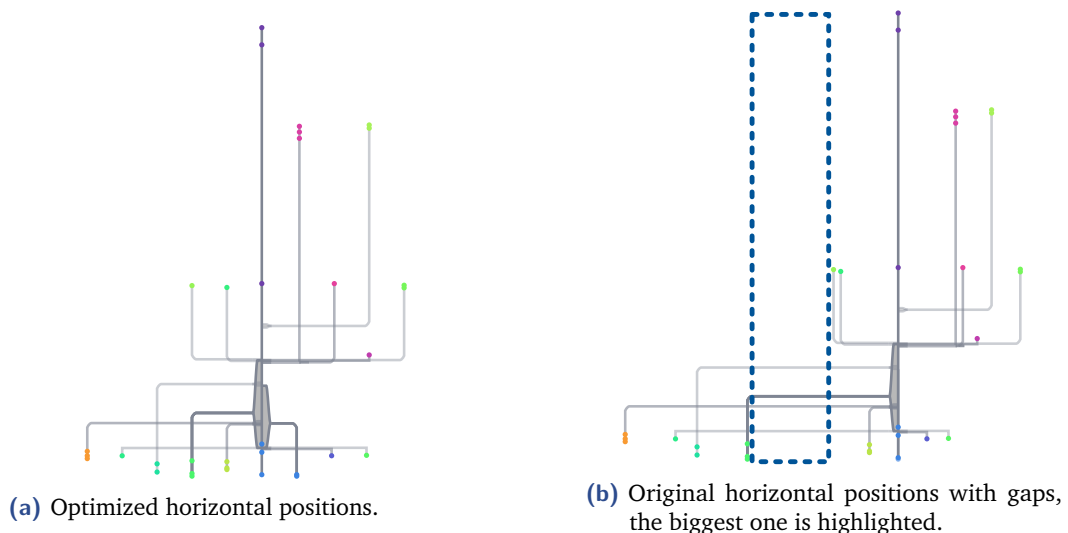 (a) Optimized horizontal positions.
(b) Original horizontal positions with gaps,
the biggest one is highlighted.